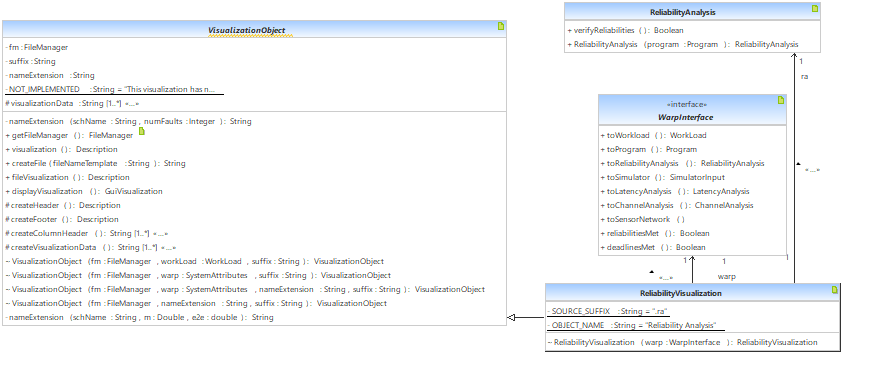 VisualizationObject
- fm : FileManager
- suffix : String
- nameExtension : String
- NOT_IMPLEMENTED : String = "This visualization has n...
# visualizationData : String [1..*] «...»
- nameExtension (schName : String , numFaults : Integer ): String
+ getFileManager (): FileManager
+ visualization (): Description
+ createFile (fileNameTemplate : String ): String
+ fileVisualization (): Description
+ displayVisualization (): GuiVisualization
# createHeader (): Description
# createFooter (): Description
# createColumnHeader (): String [1..*] «...»
# createVisualizationData (): String [1..*] «...»
~ VisualizationObject (fm : FileManager , workLoad : WorkLoad , suffix : String ): VisualizationObject
~ VisualizationObject (fm : FileManager , warp : SystemAttributes , suffix : String ): VisualizationObject
~ VisualizationObject (fm : FileManager , warp : SystemAttributes , nameExtension : String , suffix : String ): VisualizationObject
~ VisualizationObject (fm : FileManager , nameExtension : String , suffix : String ): VisualizationObject
- nameExtension (schName : String , m : Double , e2e : double ): String
ReliabilityAnalysis
+ verifyReliabilities (): Boolean
+ ReliabilityAnalysis (program : Program ): ReliabilityAnalysis
1
ra
«...»
«interface»
WarpInterface
+ toWorkload (): WorkLoad
+ toProgram (): Program
+ toReliabilityAnalysis (): ReliabilityAnalysis
+ toSimulator (): SimulatorInput
+ toLatencyAnalysis (): LatencyAnalysis
+ toChannelAnalysis (): ChannelAnalysis
+ toSensorNetwork ()
+ reliabilitiesMet (): Boolean
+ deadlinesMet (): Boolean
1
1
1
«...»
warp
ReliabilityVisualization
- SOURCE_SUFFIX : String = ".ra"
- OBJECT_NAME : String = "Reliability Analysis"
~ ReliabilityVisualization (warp : WarpInterface ): ReliabilityVisualization